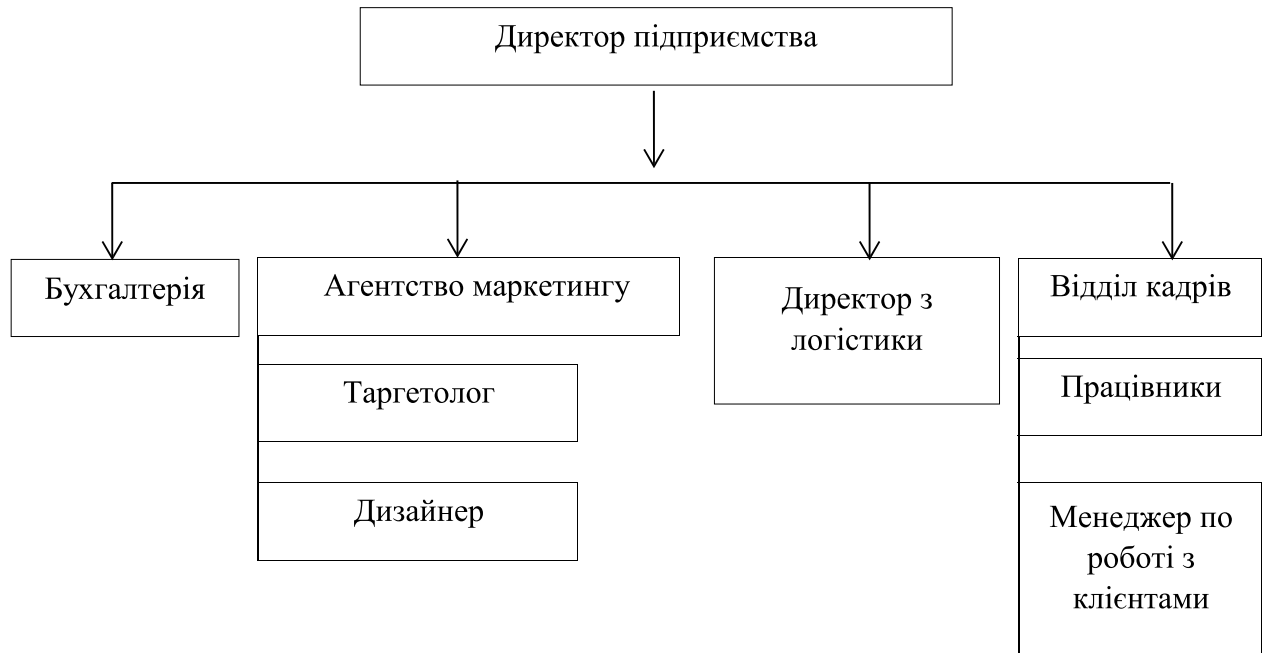 Директор підприємства
Бухгалтерія
Агентство маркетингу
Директор з
логістики
Відділ кадрів
Таргетолог
Працівники
Дизайнер
Менеджер по
роботі з
клієнтами